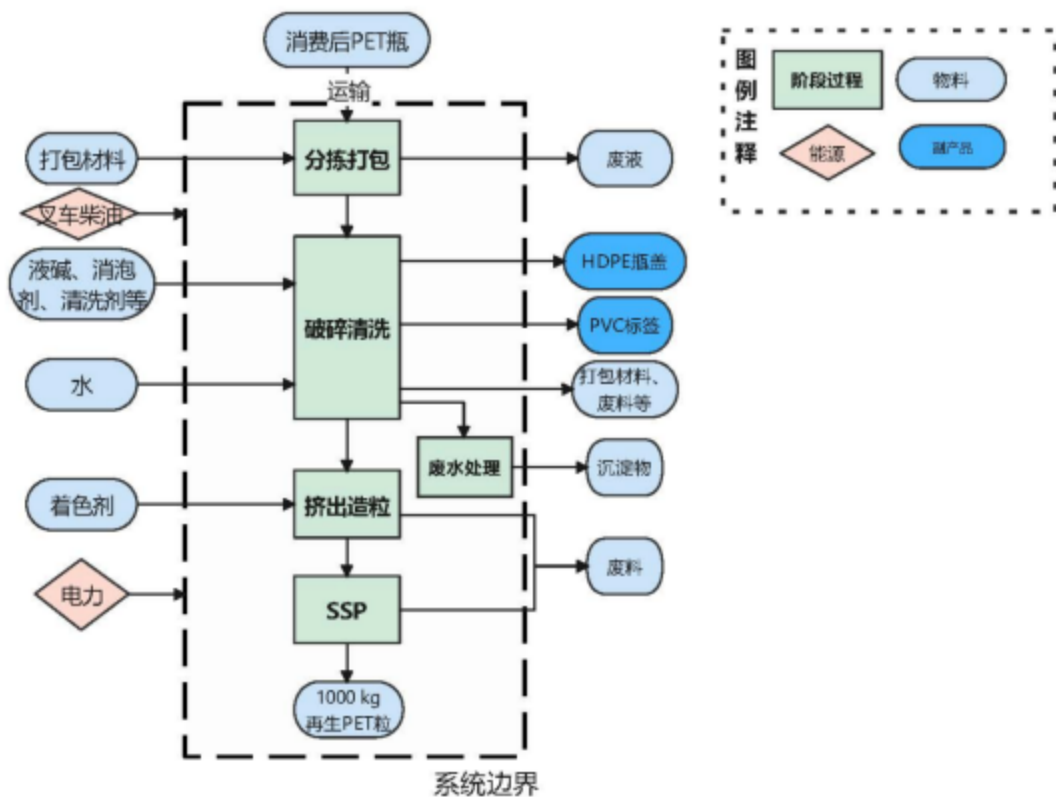 消费后PET瓶
运输
打包材料
分拣打包
废液
叉车柴油
液碱、消泡
剂、清洗剂等
破碎清洗
HDPE瓶盖
PVC标签
水
打包材料、
废料等
废水处理
沉淀物
着色剂
挤出造粒
废料
电力
SSP
1000 kg
再生PET粒
系统边界
图例注释
阶段过程
物料
能源
副产品